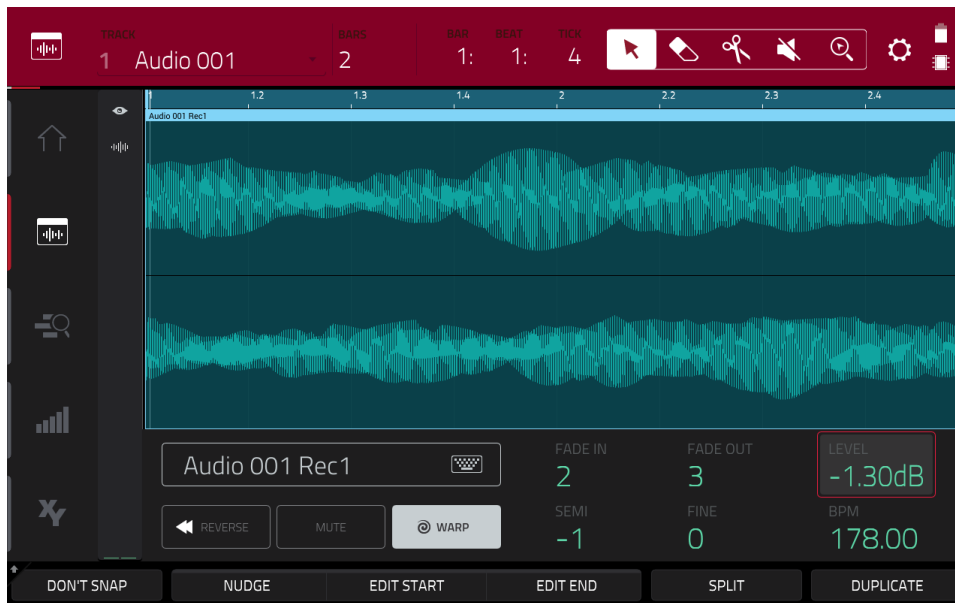 TRACK BARS BAR BEAT TICK
1 Audio 001 2 1: 1: 4
1 1.2 1.3 1.4 2 2.2 2.3 2.4
Audio 001 Rec1
Audio 001 Rec1
FADE IN FADE OUT LEVEL
2 3 -1.30dB
REVERSE MUTE WARP
SEMI FINE BPM
-1 0 178.00
XY
DON'T SNAP NUDGE EDIT START EDIT END SPLIT DUPLICATE